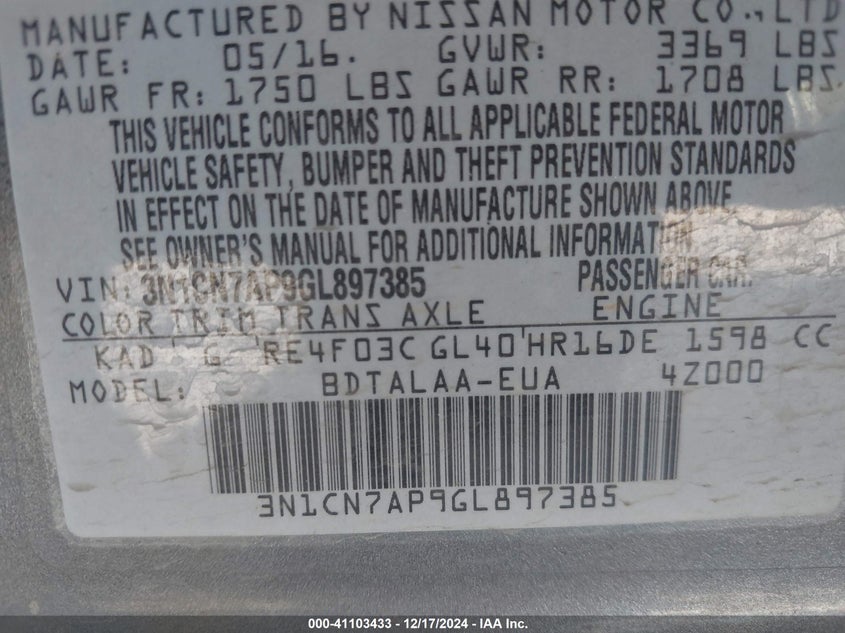 MANUFACTURED BY NISSAN MOTOR CO., LTD
DATE: 05/16. GVWR: 3369 LBS
GAWR FR: 1750 LBS GAWR RR: 1708 LBS.
THIS VEHICLE CONFORMS TO ALL APPLICABLE FEDERAL MOTOR
VEHICLE SAFETY, BUMPER AND THEFT PREVENTION STANDARDS
IN EFFECT ON THE DATE OF MANUFACTURE SHOWN ABOVE.
SEE OWNER'S MANUAL FOR ADDITIONAL INFORMATION
VIN: 3N1CN7AP9GL897385 PASSENGER CAR.
COLOR TRIM TRANS AXLE ENGINE
KAD G RE4F03C GL40 HR16DE 1598 CC
MODEL: BDTALAA-EUA 4Z000
3N1CN7AP9GL897385
000-41103433 – 12/17/2024 – IAA Inc.